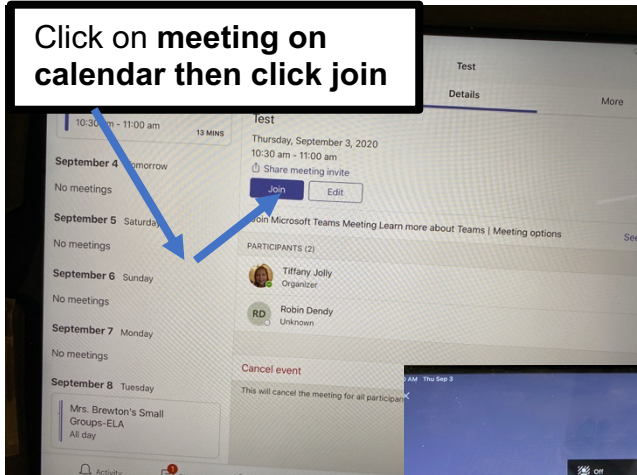 Click on meeting on
calendar then click join
Test
Details
More
10:30 am - 11:00 am
13 MINS
Test
Thursday, September 3, 2020
10:30 am - 11:00 am
Share meeting invite
Join
Edit
September 4 Tomorrow
No meetings
September 5 Saturday
No meetings
September 6 Sunday
No meetings
September 7 Monday
No meetings
September 8 Tuesday
Mrs. Brewton's Small
Groups-ELA
All day
Join Microsoft Teams Meeting Learn more about Teams | Meeting options
See
PARTICIPANTS (2)
Tiffany Jolly
Organizer
RD
Robin Dendy
Unknown
Cancel event
This will cancel the meeting for all participan
Activity
1
AM Thu Sep 3
Off